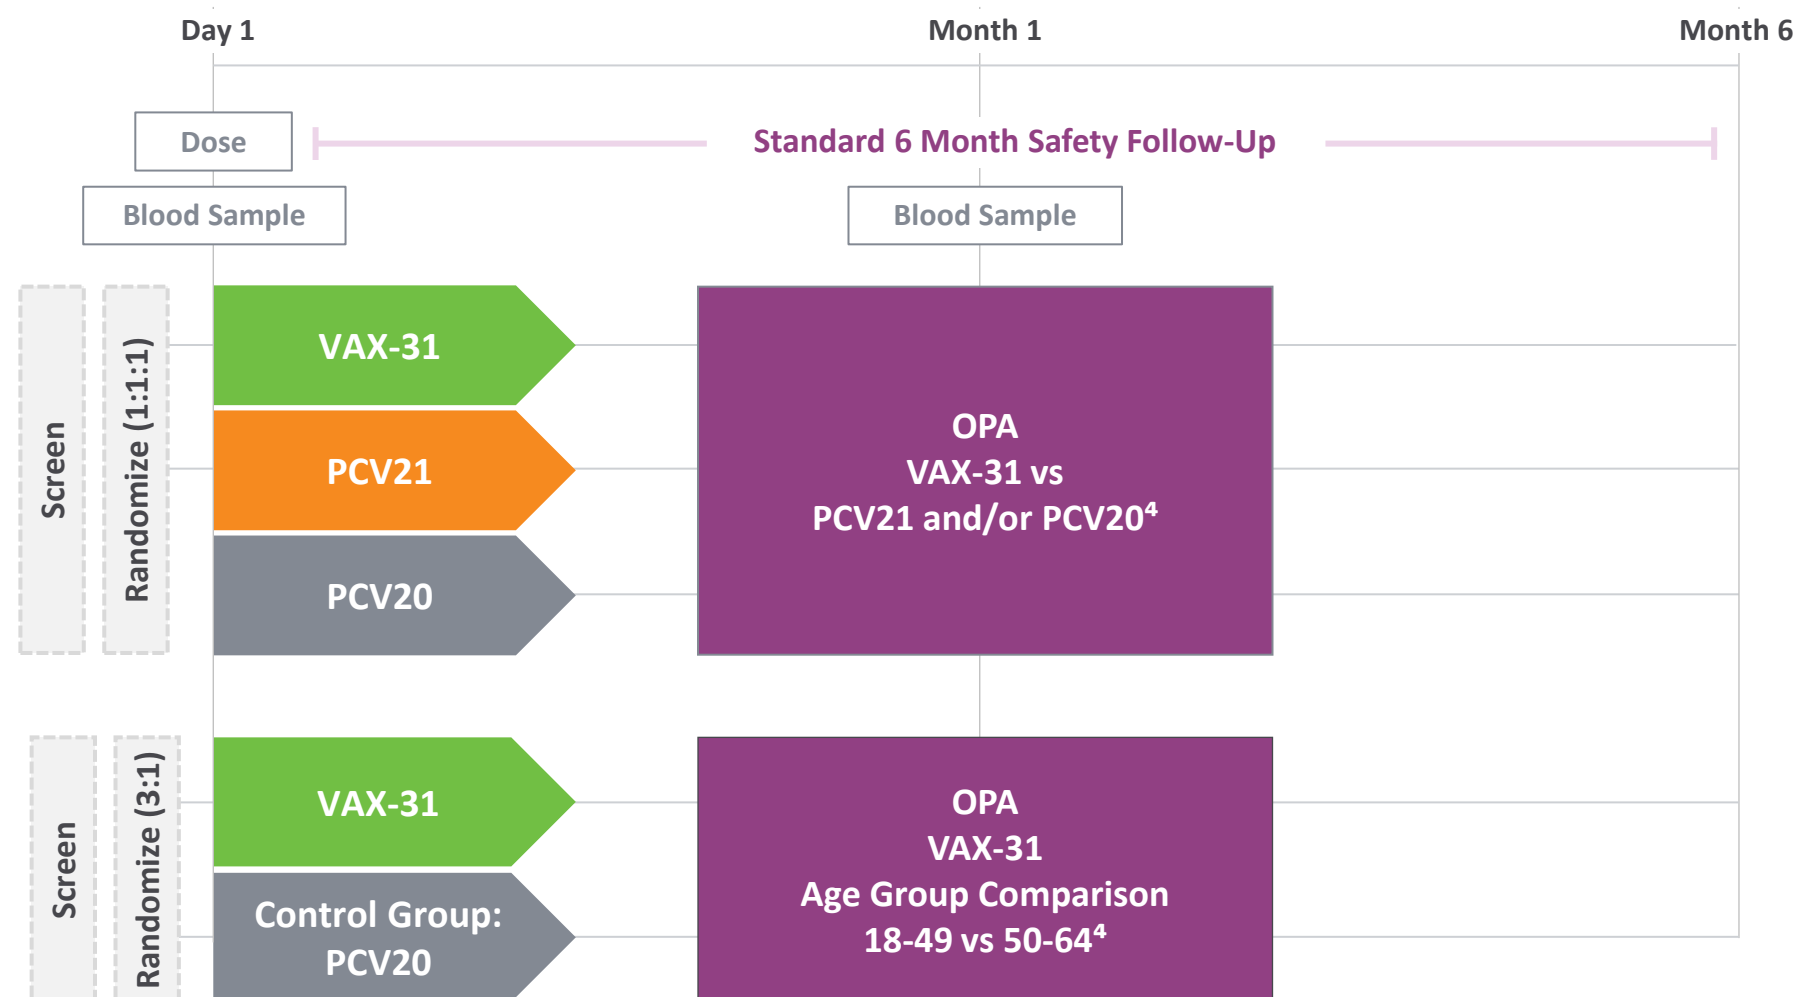 Day 1
Month 1
Month 6
Dose
Standard 6 Month Safety Follow-Up
Blood Sample
Blood Sample
Screen
Randomize (1:1:1)
VAX-31
PCV21
PCV20
OPA
VAX-31 vs
PCV21 and/or PCV20⁴
Screen
Randomize (3:1)
VAX-31
Control Group:
PCV20
OPA
VAX-31
Age Group Comparison
18-49 vs 50-64⁴